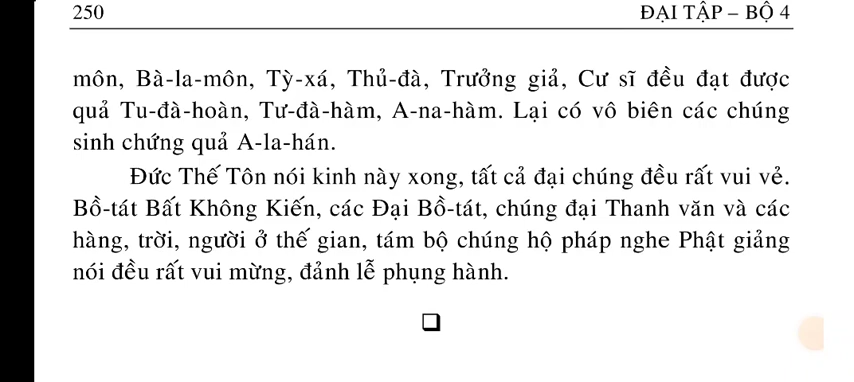 250 ĐẠI TẬP – BỘ 4
môn, Bà-la-môn, Tỳ-xá, Thủ-đà, Trưởng giả, Cư sĩ đều đạt được
quả Tu-đà-hoàn, Tư-đà-hàm, A-na-hàm. Lại có vô biên các chúng
sinh chứng quả A-la-hán.
Đức Thế Tôn nói kinh này xong, tất cả đại chúng đều rất vui vẻ.
Bồ-tát Bất Không Kiến, các Đại Bồ-tát, chúng đại Thanh văn và các
hàng, trời, người ở thế gian, tám bộ chúng hộ pháp nghe Phật giảng
nói đều rất vui mừng, đảnh lễ phụng hành.